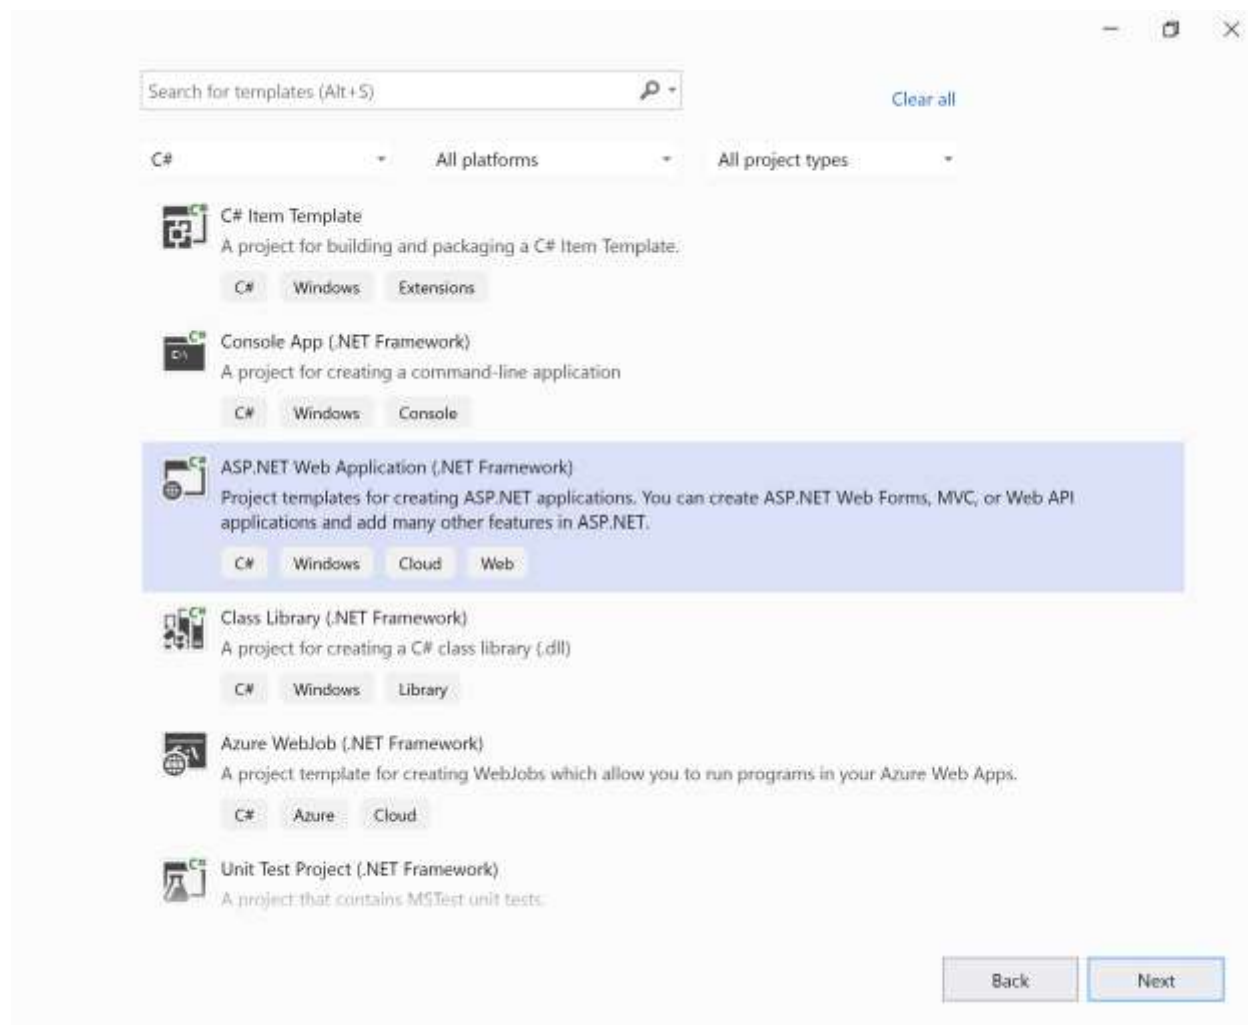 Search for templates (Alt+S)
Clear all
C#
All platforms
All project types
C# Item Template
A project for building and packaging a C# Item Template.
C# Windows Extensions
Console App (.NET Framework)
A project for creating a command-line application
C# Windows Console
ASP.NET Web Application (.NET Framework)
Project templates for creating ASP.NET applications. You can create ASP.NET Web Forms, MVC, or Web API
applications and add many other features in ASP.NET.
C# Windows Cloud Web
Class Library (.NET Framework)
A project for creating a C# class library (.dll)
C# Windows Library
Azure WebJob (.NET Framework)
A project template for creating WebJobs which allow you to run programs in your Azure Web Apps.
C# Azure Cloud
Unit Test Project (.NET Framework)
A project that contains MSTest unit tests.
Back
Next